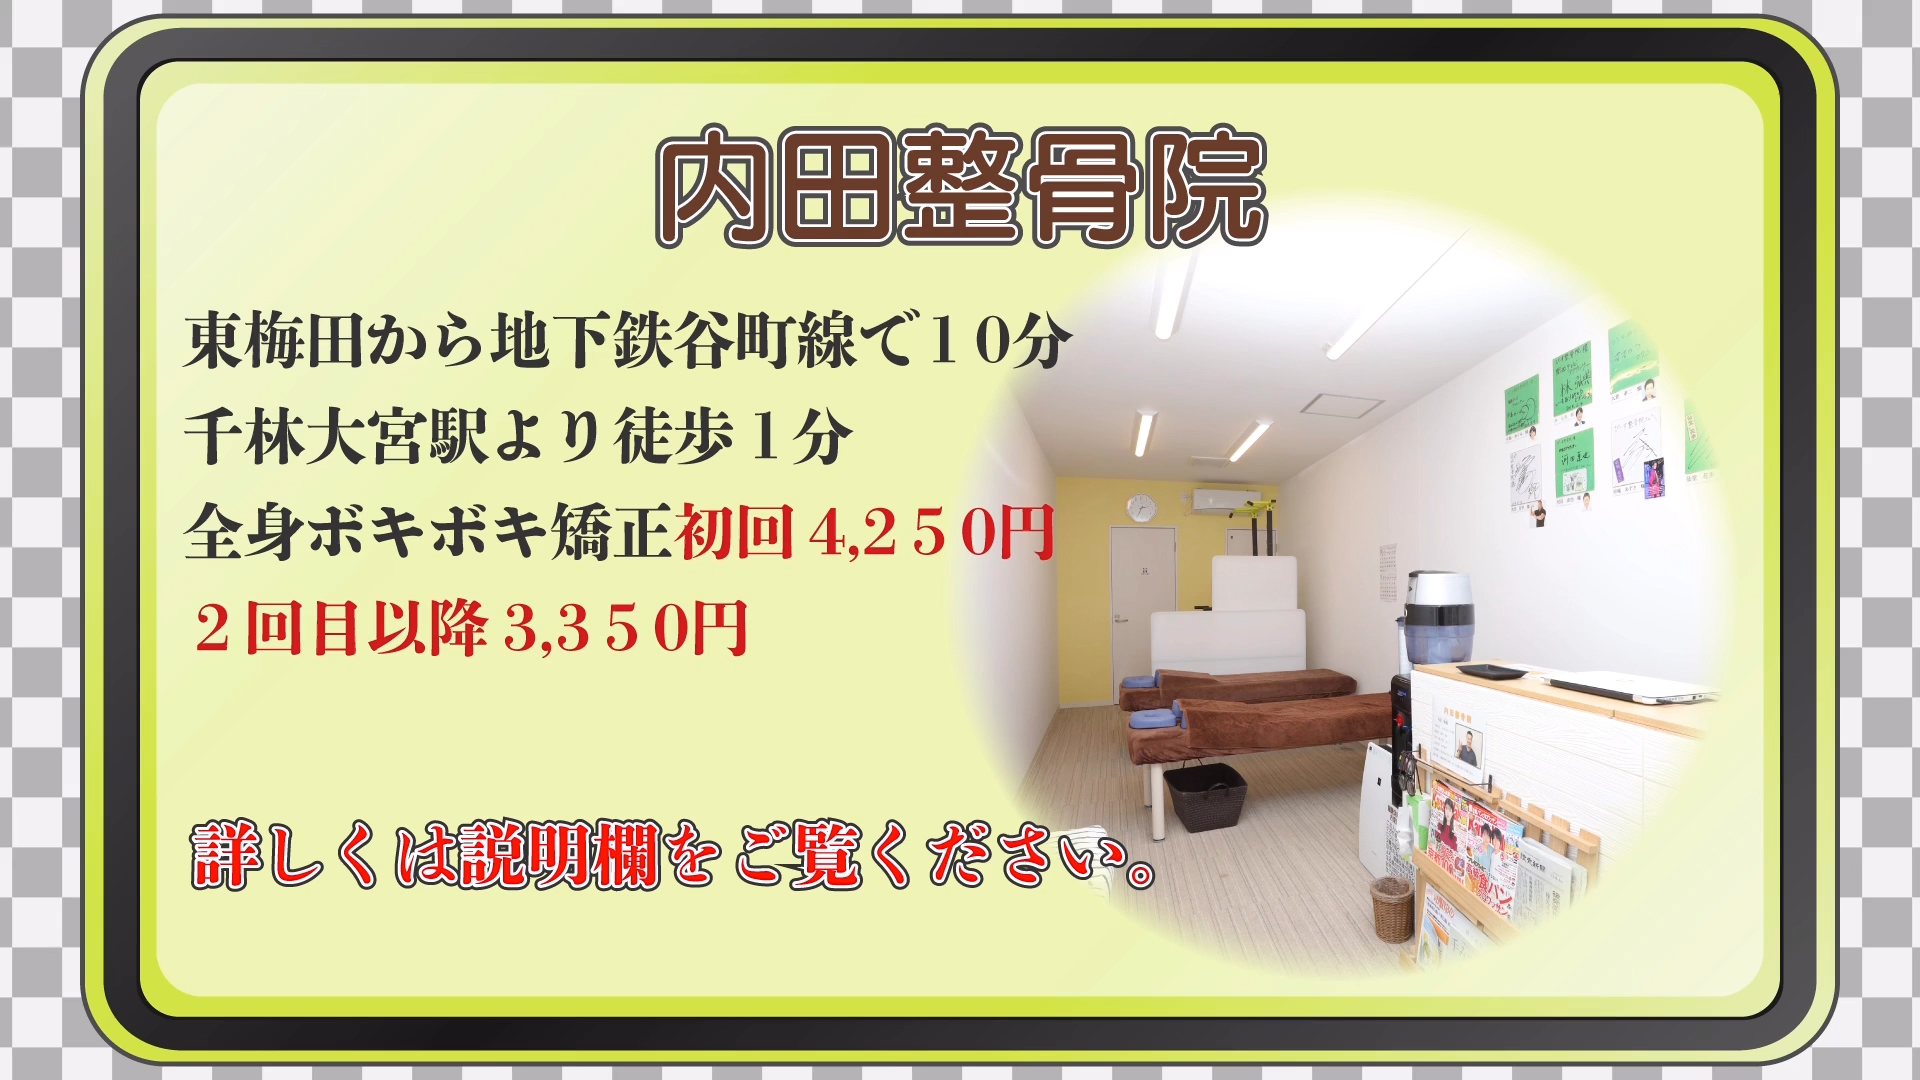 内田整骨院
東梅田から地下鉄谷町線で１０分
千林大宮駅より徒歩１分
全身ボキボキ矯正初回４,２５０円
２回目以降３,３５０円
詳しくは説明欄をご覧ください。